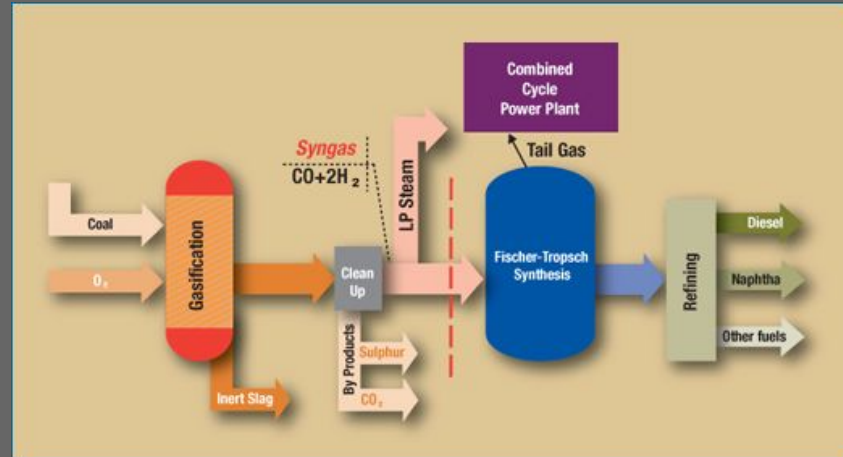 Combined
Cycle
Power Plant
Syngas
CO+2H₂
LP Steam
Tail Gas
Coal
O₂
Gasification
Clean
Up
Fischer-Tropsch
Synthesis
Refining
Diesel
Naphtha
Other fuels
By Products
Sulphur
CO₂
Inert Slag